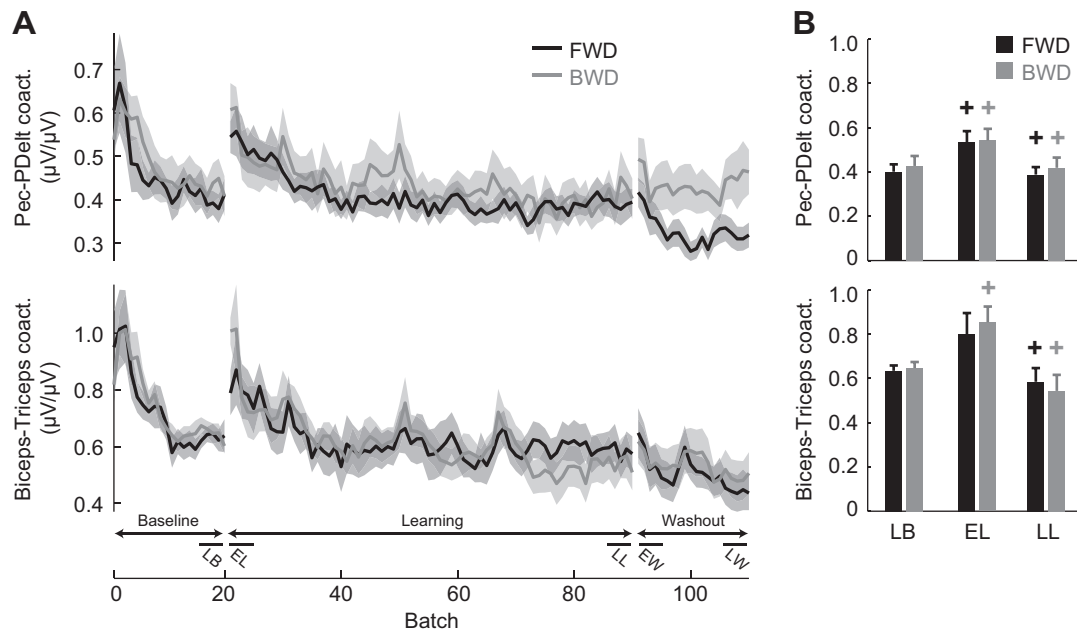 A
Pec-PDelt coact.
(µV/µV)
0.7
0.6
0.5
0.4
0.3
FWD
BWD
Biceps-Triceps coact.
(µV/µV)
1.0
0.8
0.6
0.4
Baseline
Learning
Washout
LB
EL
LL
EW
LW
0
20
40
60
80
100
Batch
B
Pec-PDelt coact.
1.0
0.8
0.6
0.4
0.2
0
FWD
BWD
+ + + +
Biceps-Triceps coact.
1.0
0.8
0.6
0.4
0.2
0
+
+ +
LB
EL
LL